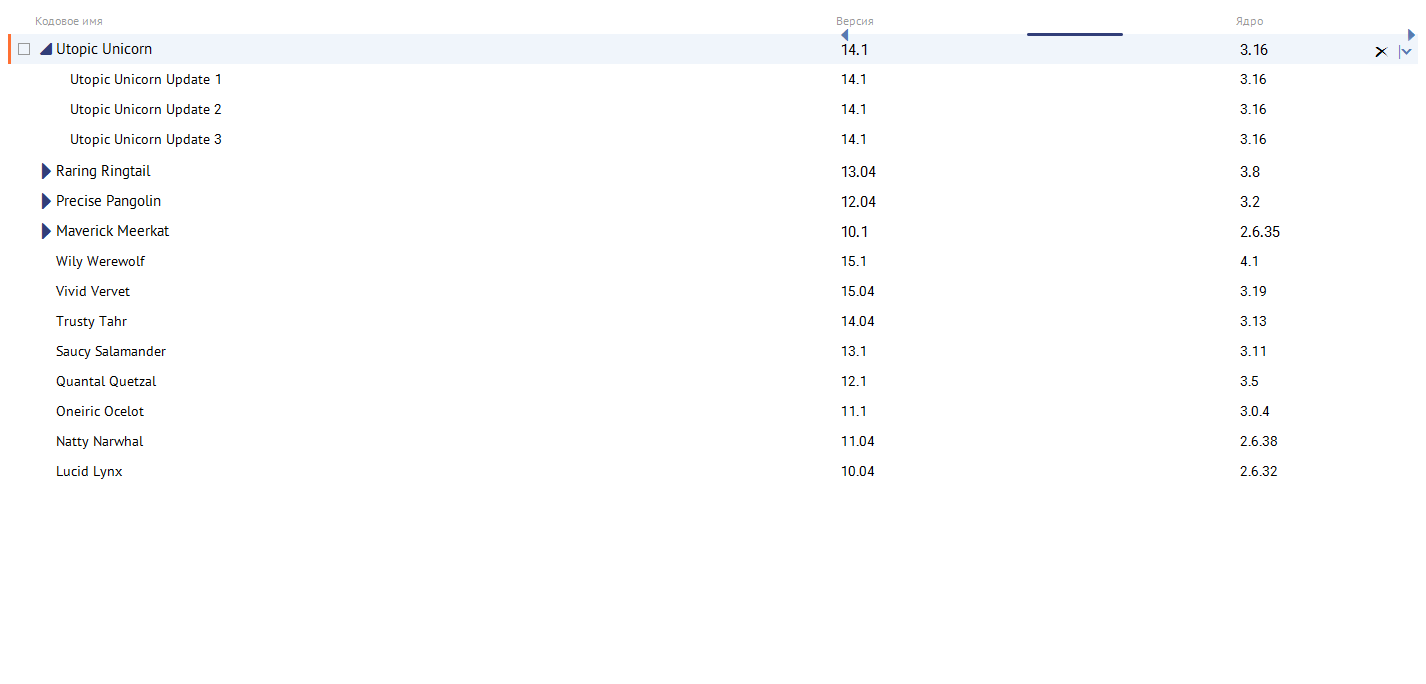 Кодовое имя Версия Ядро
Utopic Unicorn 14.1 3.16
Utopic Unicorn Update 1 14.1 3.16
Utopic Unicorn Update 2 14.1 3.16
Utopic Unicorn Update 3 14.1 3.16
Raring Ringtail 13.04 3.8
Precise Pangolin 12.04 3.2
Maverick Meerkat 10.1 2.6.35
Wily Werewolf 15.1 4.1
Vivid Vervet 15.04 3.19
Trusty Tahr 14.04 3.13
Saucy Salamander 13.1 3.11
Quantal Quetzal 12.1 3.5
Oneiric Ocelot 11.1 3.0.4
Natty Narwhal 11.04 2.6.38
Lucid Lynx 10.04 2.6.32